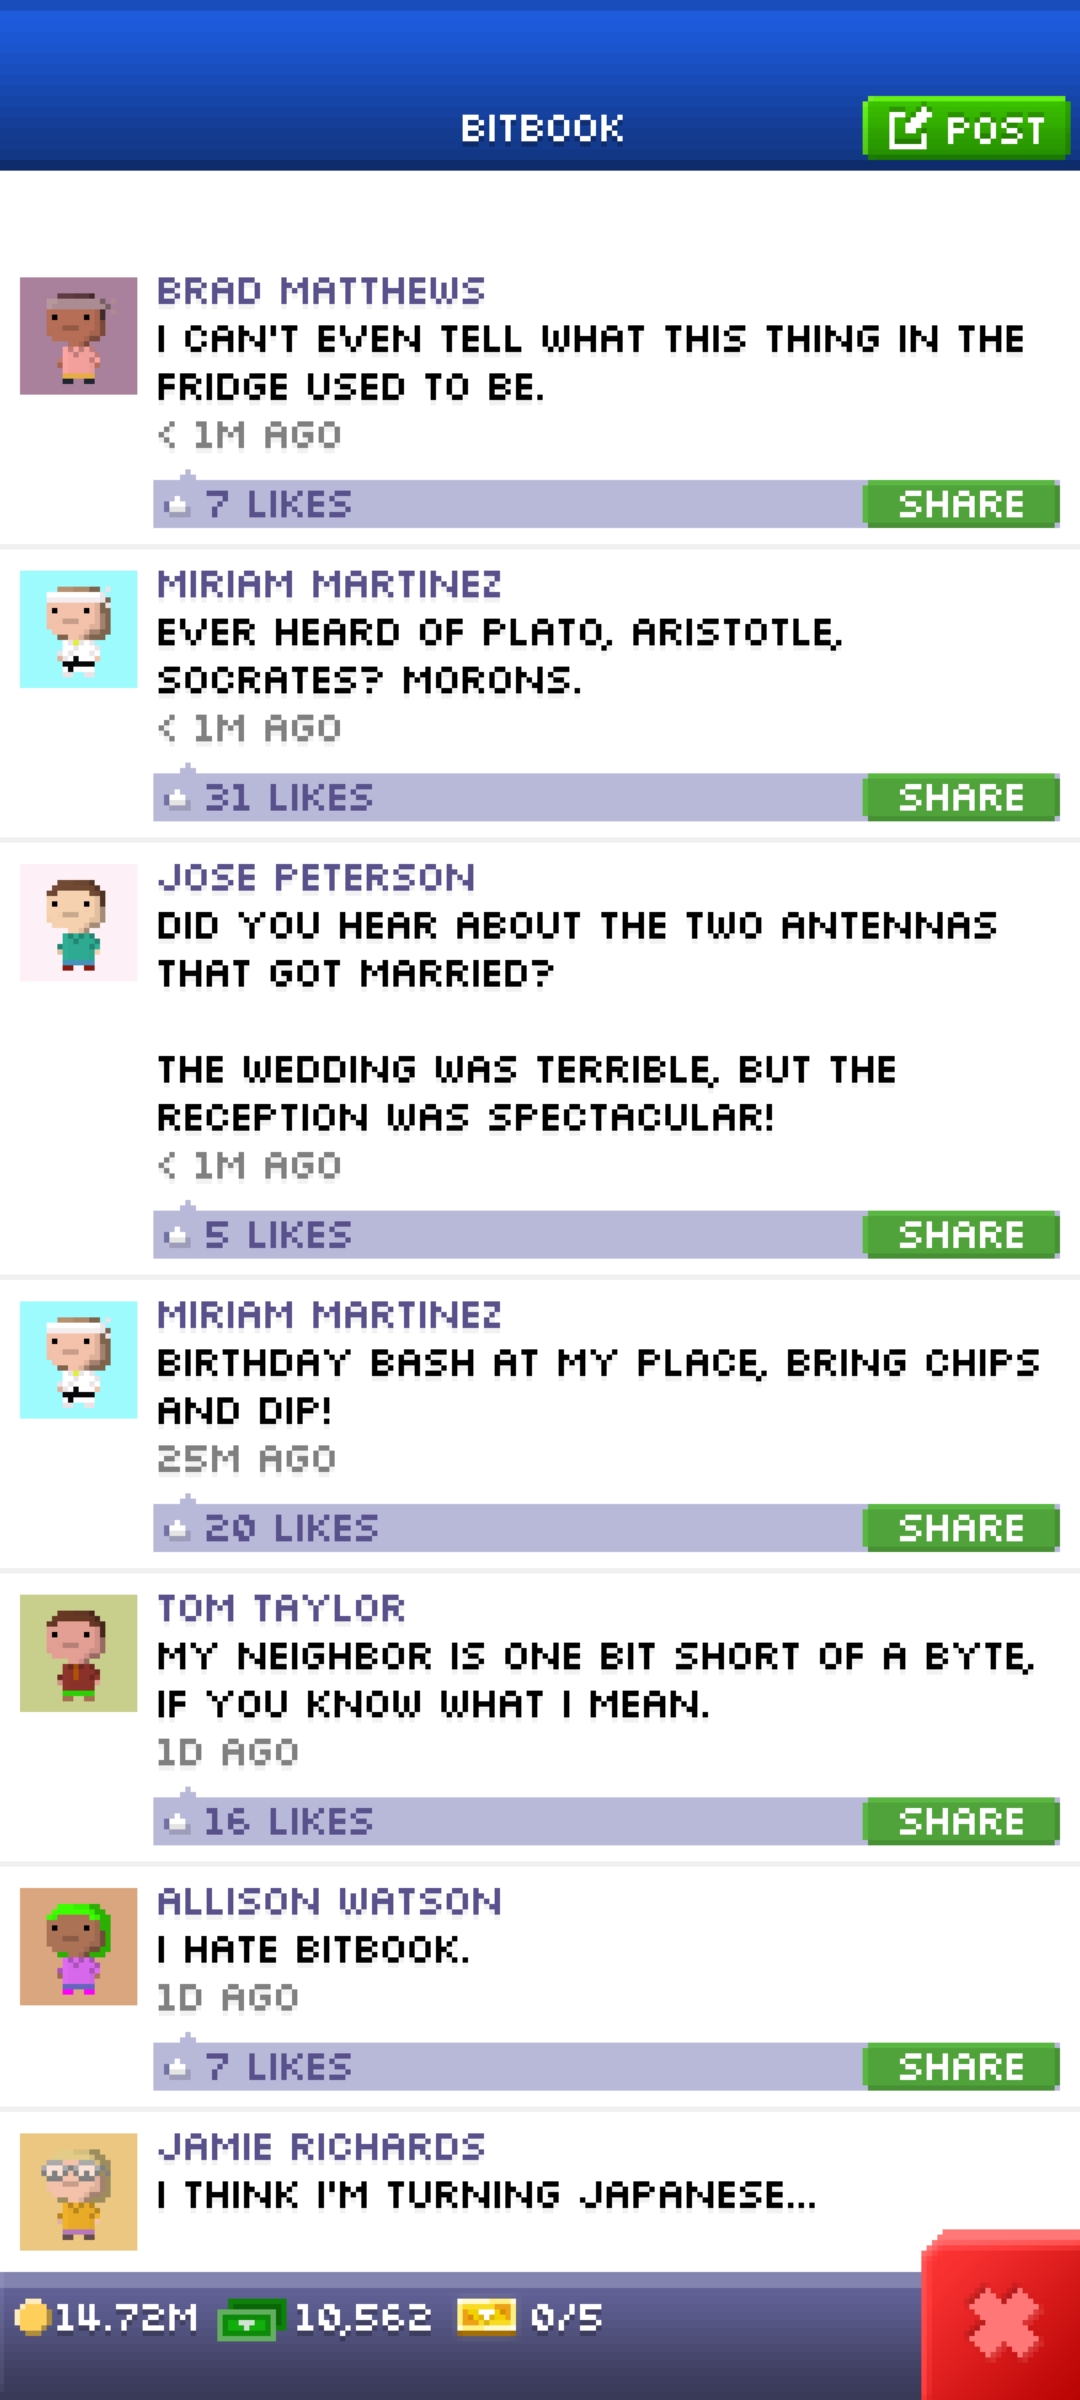 BITBOOK
POST
BRAD MATTHEWS
I CAN'T EVEN TELL WHAT THIS THING IN THE
FRIDGE USED TO BE.
< 1M AGO
7 LIKES
SHARE
MIRIAM MARTINEZ
EVER HEARD OF PLATO, ARISTOTLE,
SOCRATES? MORONS.
< 1M AGO
31 LIKES
SHARE
JOSE PETERSON
DID YOU HEAR ABOUT THE TWO ANTENNAS
THAT GOT MARRIED?
THE WEDDING WAS TERRIBLE, BUT THE
RECEPTION WAS SPECTACULAR!
< 1M AGO
5 LIKES
SHARE
MIRIAM MARTINEZ
BIRTHDAY BASH AT MY PLACE, BRING CHIPS
AND DIP!
25M AGO
20 LIKES
SHARE
TOM TAYLOR
MY NEIGHBOR IS ONE BIT SHORT OF A BYTE,
IF YOU KNOW WHAT I MEAN.
1D AGO
16 LIKES
SHARE
ALLISON WATSON
I HATE BITBOOK.
1D AGO
7 LIKES
SHARE
JAMIE RICHARDS
I THINK I'M TURNING JAPANESE...
14.72M 10,562 0/5